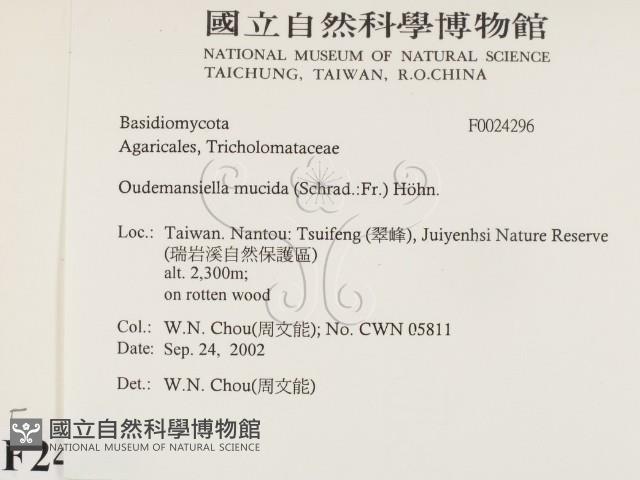 國立自然科學博物館
NATIONAL MUSEUM OF NATURAL SCIENCE
TAICHUNG, TAIWAN, R.O.CHINA
Basidiomycota F0024296
Agaricales, Tricholomataceae
Oudemansiella mucida (Schrad.:Fr.) Höhn.
Loc.: Taiwan. Nantou: Tsuifeng (翠峰), Juiyenhsi Nature Reserve
(瑞岩溪自然保護區)
alt. 2,300m;
on rotten wood
Col.: W.N. Chou(周文能); No. CWN 05811
Date: Sep. 24, 2002
Det.: W.N. Chou(周文能)
國立自然科學博物館
NATIONAL MUSEUM OF NATURAL SCIENCE
F24